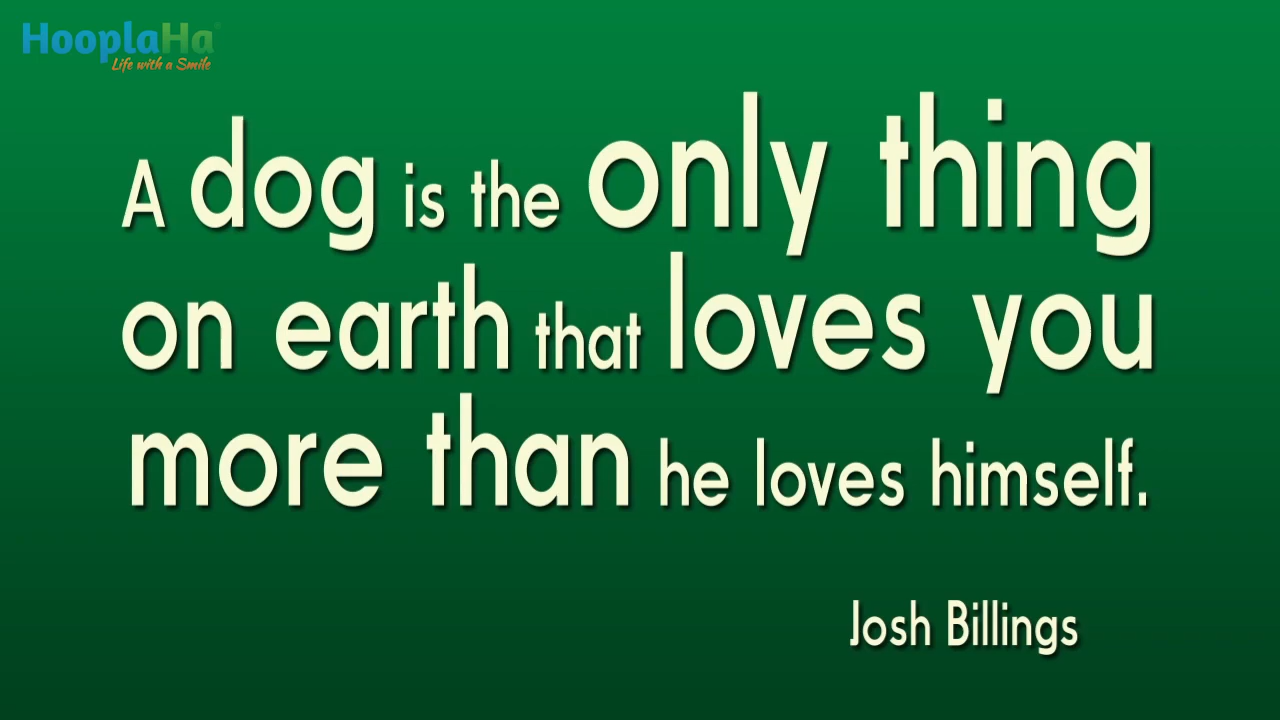 HooplaHa
Life with a Smile
A dog is the only thing
on earth that loves you
more than he loves himself.
Josh Billings